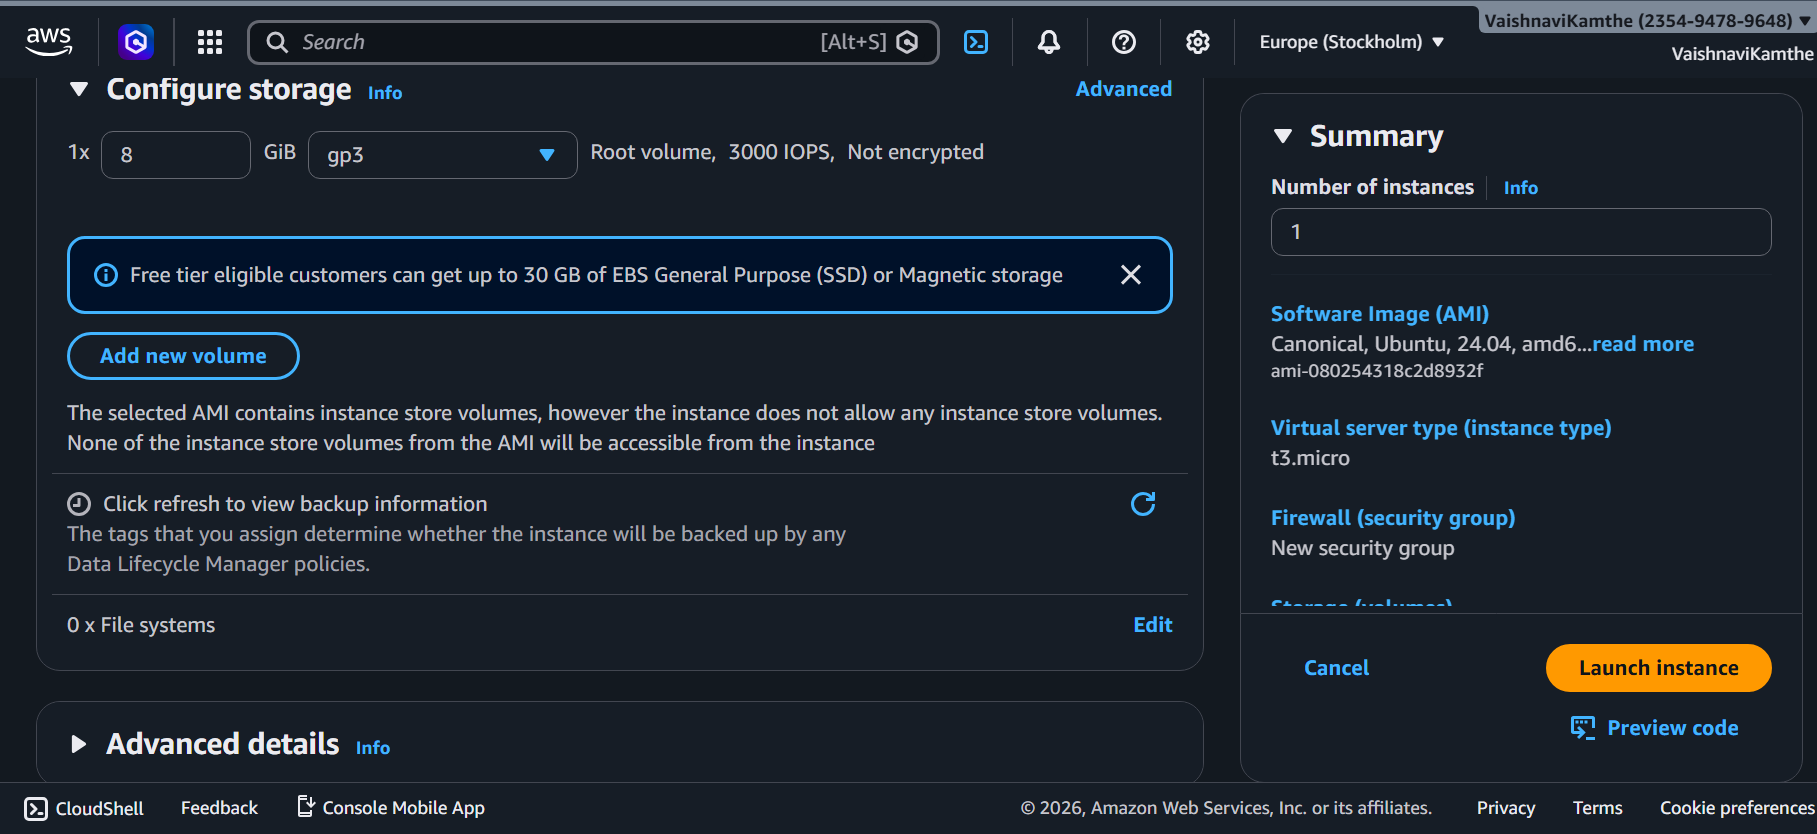 aws
Search [Alt+S]
Europe (Stockholm)
VaishnaviKamthe (2354-9478-9648)
VaishnaviKamthe
Configure storage Info
Advanced
1x 8 GiB gp3 Root volume, 3000 IOPS, Not encrypted
Free tier eligible customers can get up to 30 GB of EBS General Purpose (SSD) or Magnetic storage
Add new volume
The selected AMI contains instance store volumes, however the instance does not allow any instance store volumes.
None of the instance store volumes from the AMI will be accessible from the instance
Click refresh to view backup information
The tags that you assign determine whether the instance will be backed up by any
Data Lifecycle Manager policies.
0 x File systems
Edit
Advanced details Info
Summary
Number of instances Info
1
Software Image (AMI)
Canonical, Ubuntu, 24.04, amd6...read more
ami-080254318c2d8932f
Virtual server type (instance type)
t3.micro
Firewall (security group)
New security group
Storage (volumes)
Cancel
Launch instance
Preview code
CloudShell Feedback Console Mobile App
© 2026, Amazon Web Services, Inc. or its affiliates. Privacy Terms Cookie preferences